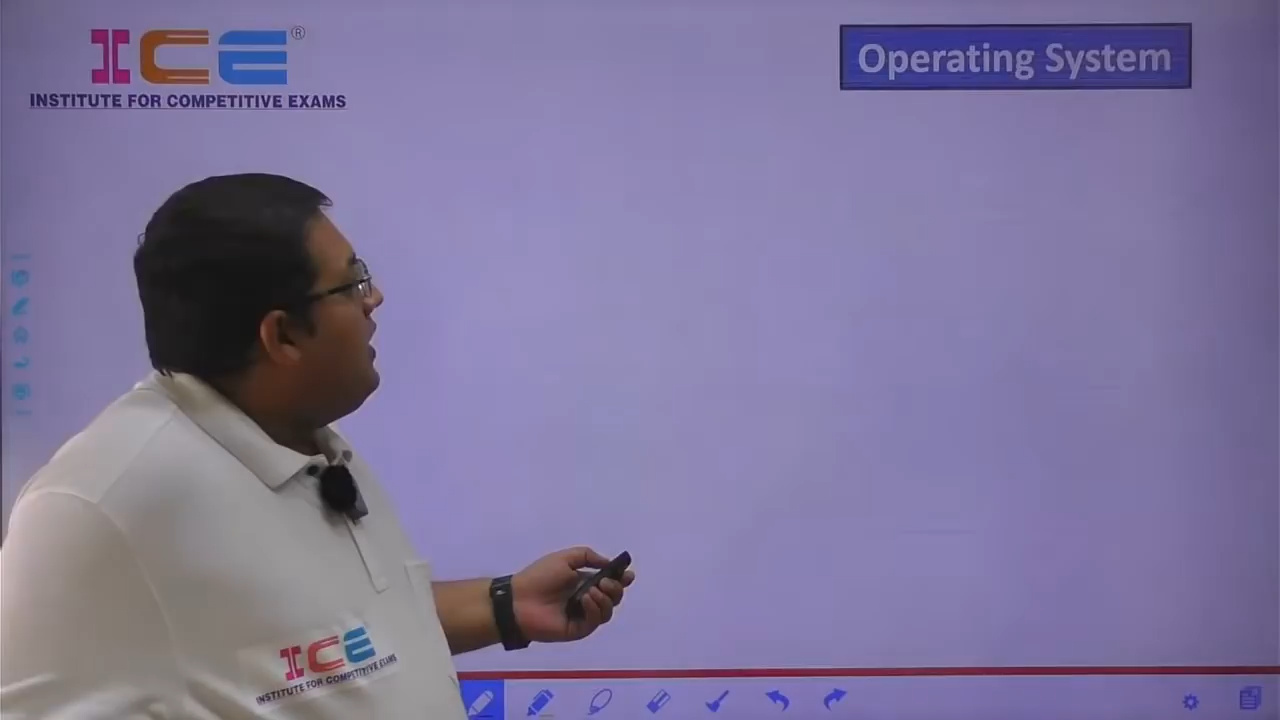 ICE®
INSTITUTE FOR COMPETITIVE EXAMS
Operating System
ICE
INSTITUTE FOR COMPETITIVE EXAMS